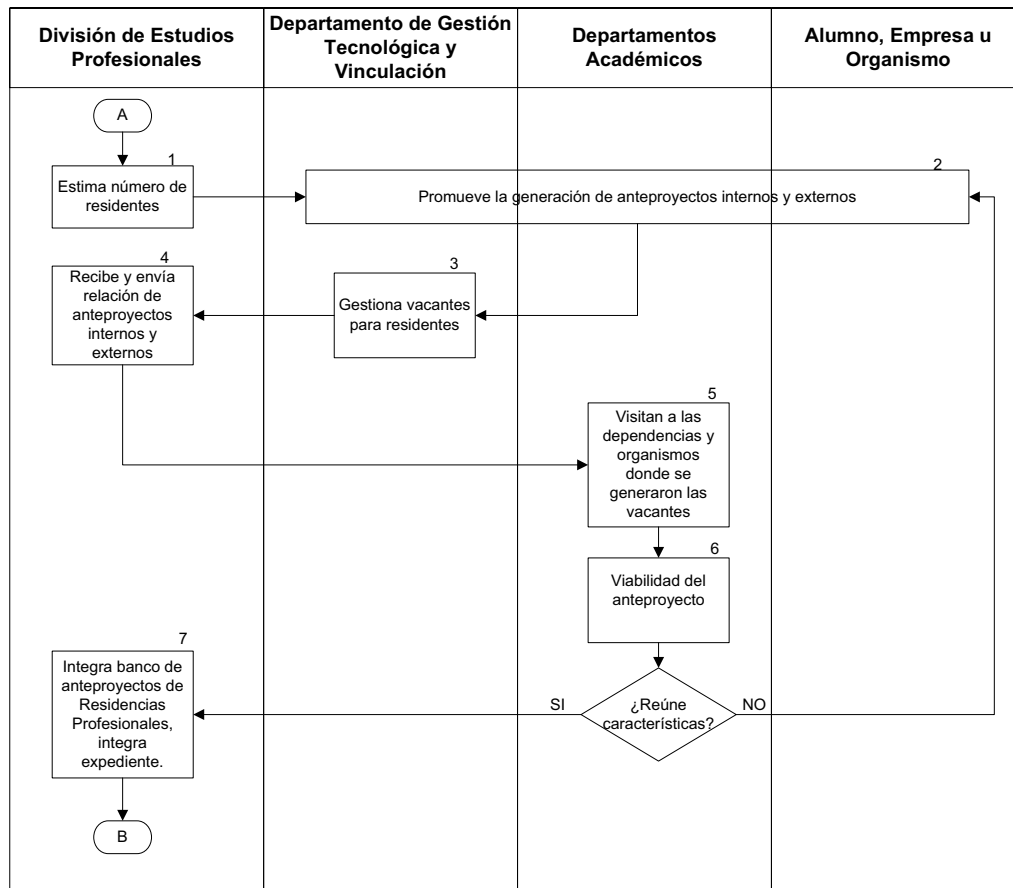 División de Estudios
Profesionales
Departamento de Gestión
Tecnológica y
Vinculación
Departamentos
Académicos
Alumno, Empresa u
Organismo
A
1
Estima número de
residentes
2
Promueve la generación de anteproyectos internos y externos
3
Gestiona vacantes
para residentes
4
Recibe y envía
relación de
anteproyectos
internos y
externos
5
Visitan a las
dependencias y
organismos
donde se
generaron las
vacantes
6
Viabilidad del
anteproyecto
¿Reúne
características?
SI
NO
7
Integra banco de
anteproyectos de
Residencias
Profesionales,
integra
expediente.
B